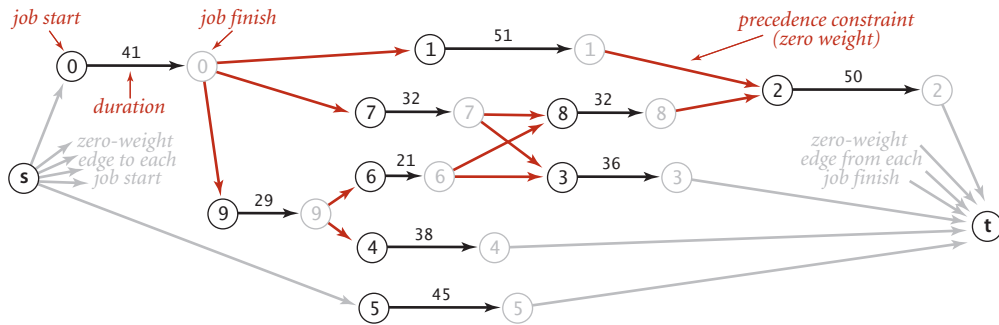 job start
job finish
precedence constraint
(zero weight)
41
51
0
0
1
1
duration
32
32
50
7
7
8
8
2
2
zero-weight
edge to each
job start
zero-weight
edge from each
job finish
21
36
s
6
6
3
3
29
9
9
38
t
4
4
45
5
5